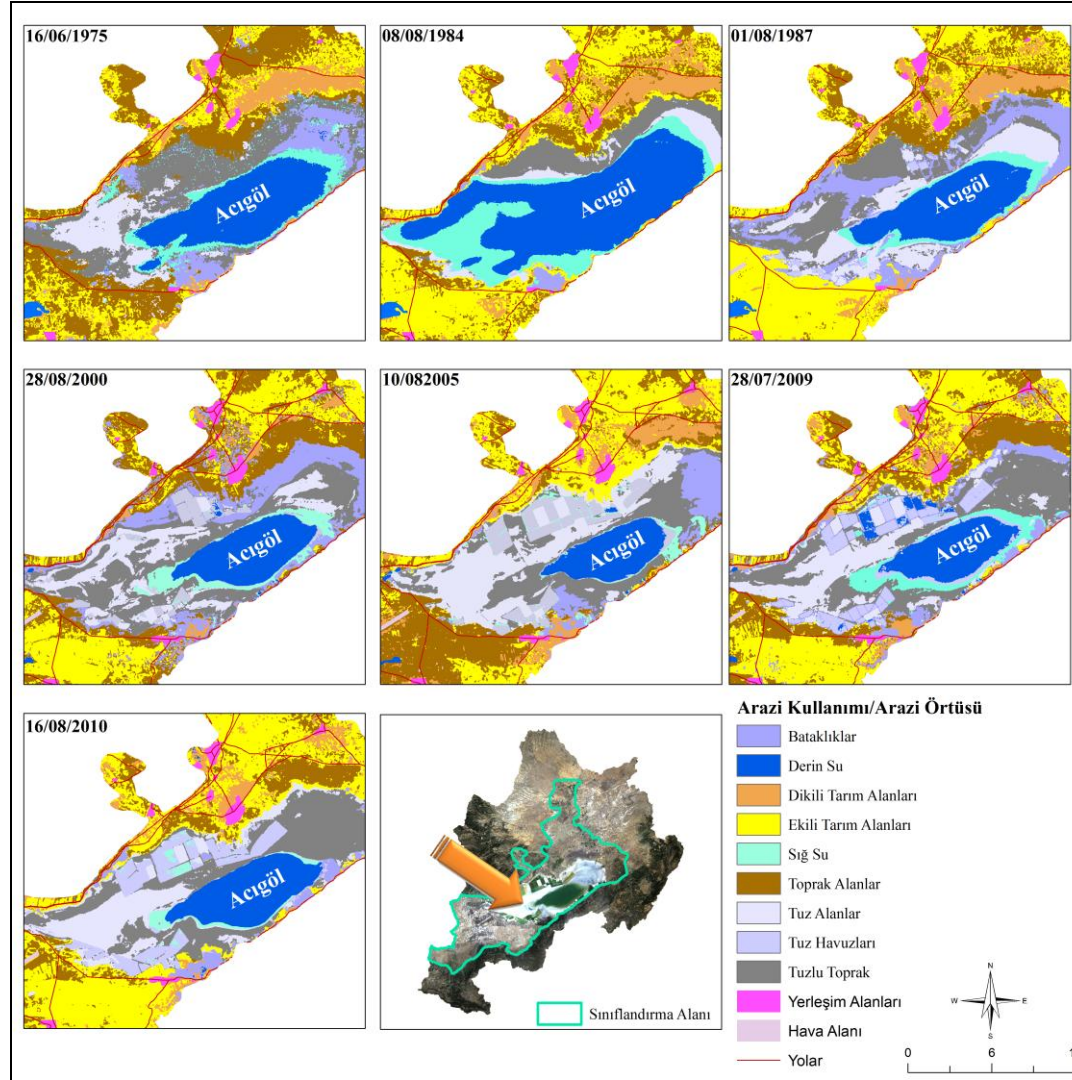 16/06/1975
08/08/1984
01/08/1987
Acıgöl
Acıgöl
Acıgöl
28/08/2000
10/082005
28/07/2009
Acıgöl
Acıgöl
Acıgöl
16/08/2010
Acıgöl
Sınıflandırma Alanı
Arazi Kullanımı/Arazi Örtüsü
Bataklıklar
Derin Su
Dikili Tarım Alanları
Ekili Tarım Alanları
Sığ Su
Toprak Alanlar
Tuz Alanlar
Tuz Havuzları
Tuzlu Toprak
Yerleşim Alanları
Hava Alanı
Yolar
N
W E
S
0 6